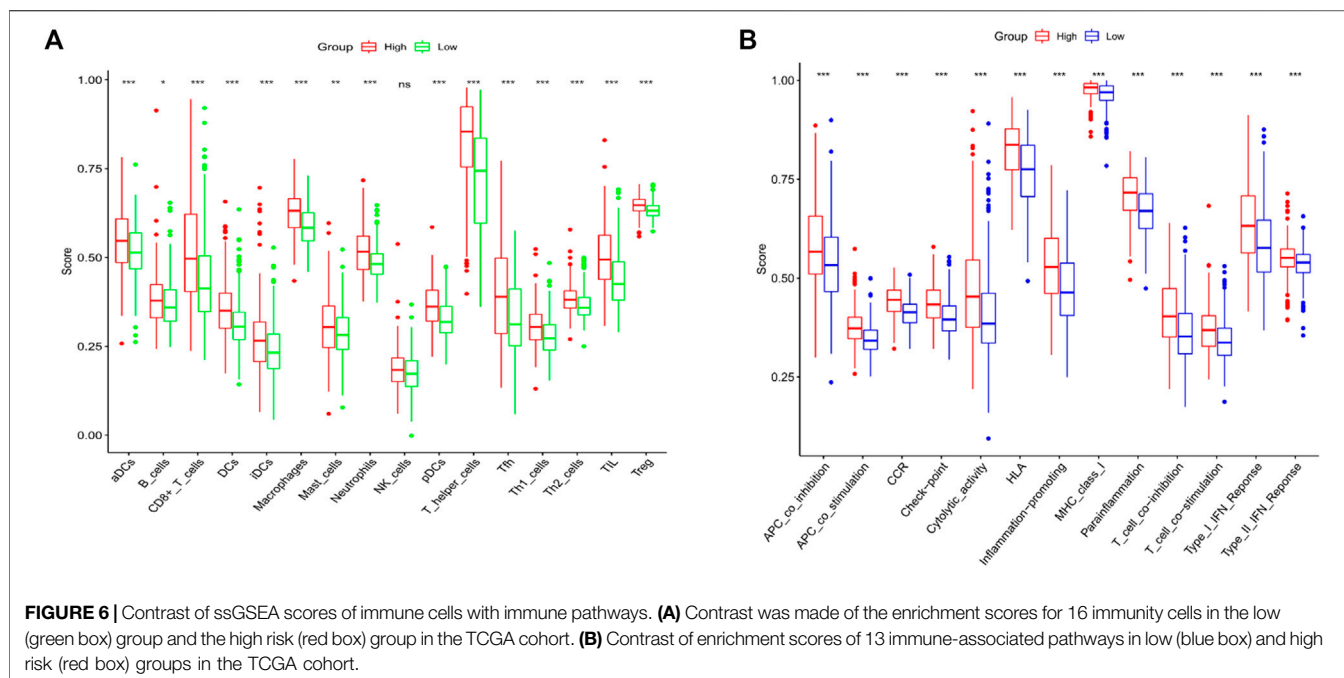 A
Group High Low
*** * *** *** *** *** ** *** ns *** *** *** *** *** *** ***
1.00
0.75
0.50
0.25
0.00
Score
aDCs
B_cells
CD8+_T_cells
DCs
iDCs
Macrophages
Mast_cells
Neutrophils
NK_cells
pDCs
T_helper_cells
Tfh
Th1_cells
Th2_cells
TIL
Treg
B
Group High Low
*** *** *** *** *** *** *** *** *** *** *** *** ***
1.00
0.75
0.50
0.25
Score
APC_co_inhibition
APC_co_stimulation
CCR
Check-point
Cytolytic_activity
HLA
Inflammation-promoting
MHC_class_I
Parainflammation
T_cell_co-inhibition
T_cell_co-stimulation
Type_I_IFN_Reponse
Type_II_IFN_Reponse
FIGURE 6 | Contrast of ssGSEA scores of immune cells with immune pathways. (A) Contrast was made of the enrichment scores for 16 immunity cells in the low
(green box) group and the high risk (red box) group in the TCGA cohort. (B) Contrast of enrichment scores of 13 immune-associated pathways in low (blue box) and high
risk (red box) groups in the TCGA cohort.